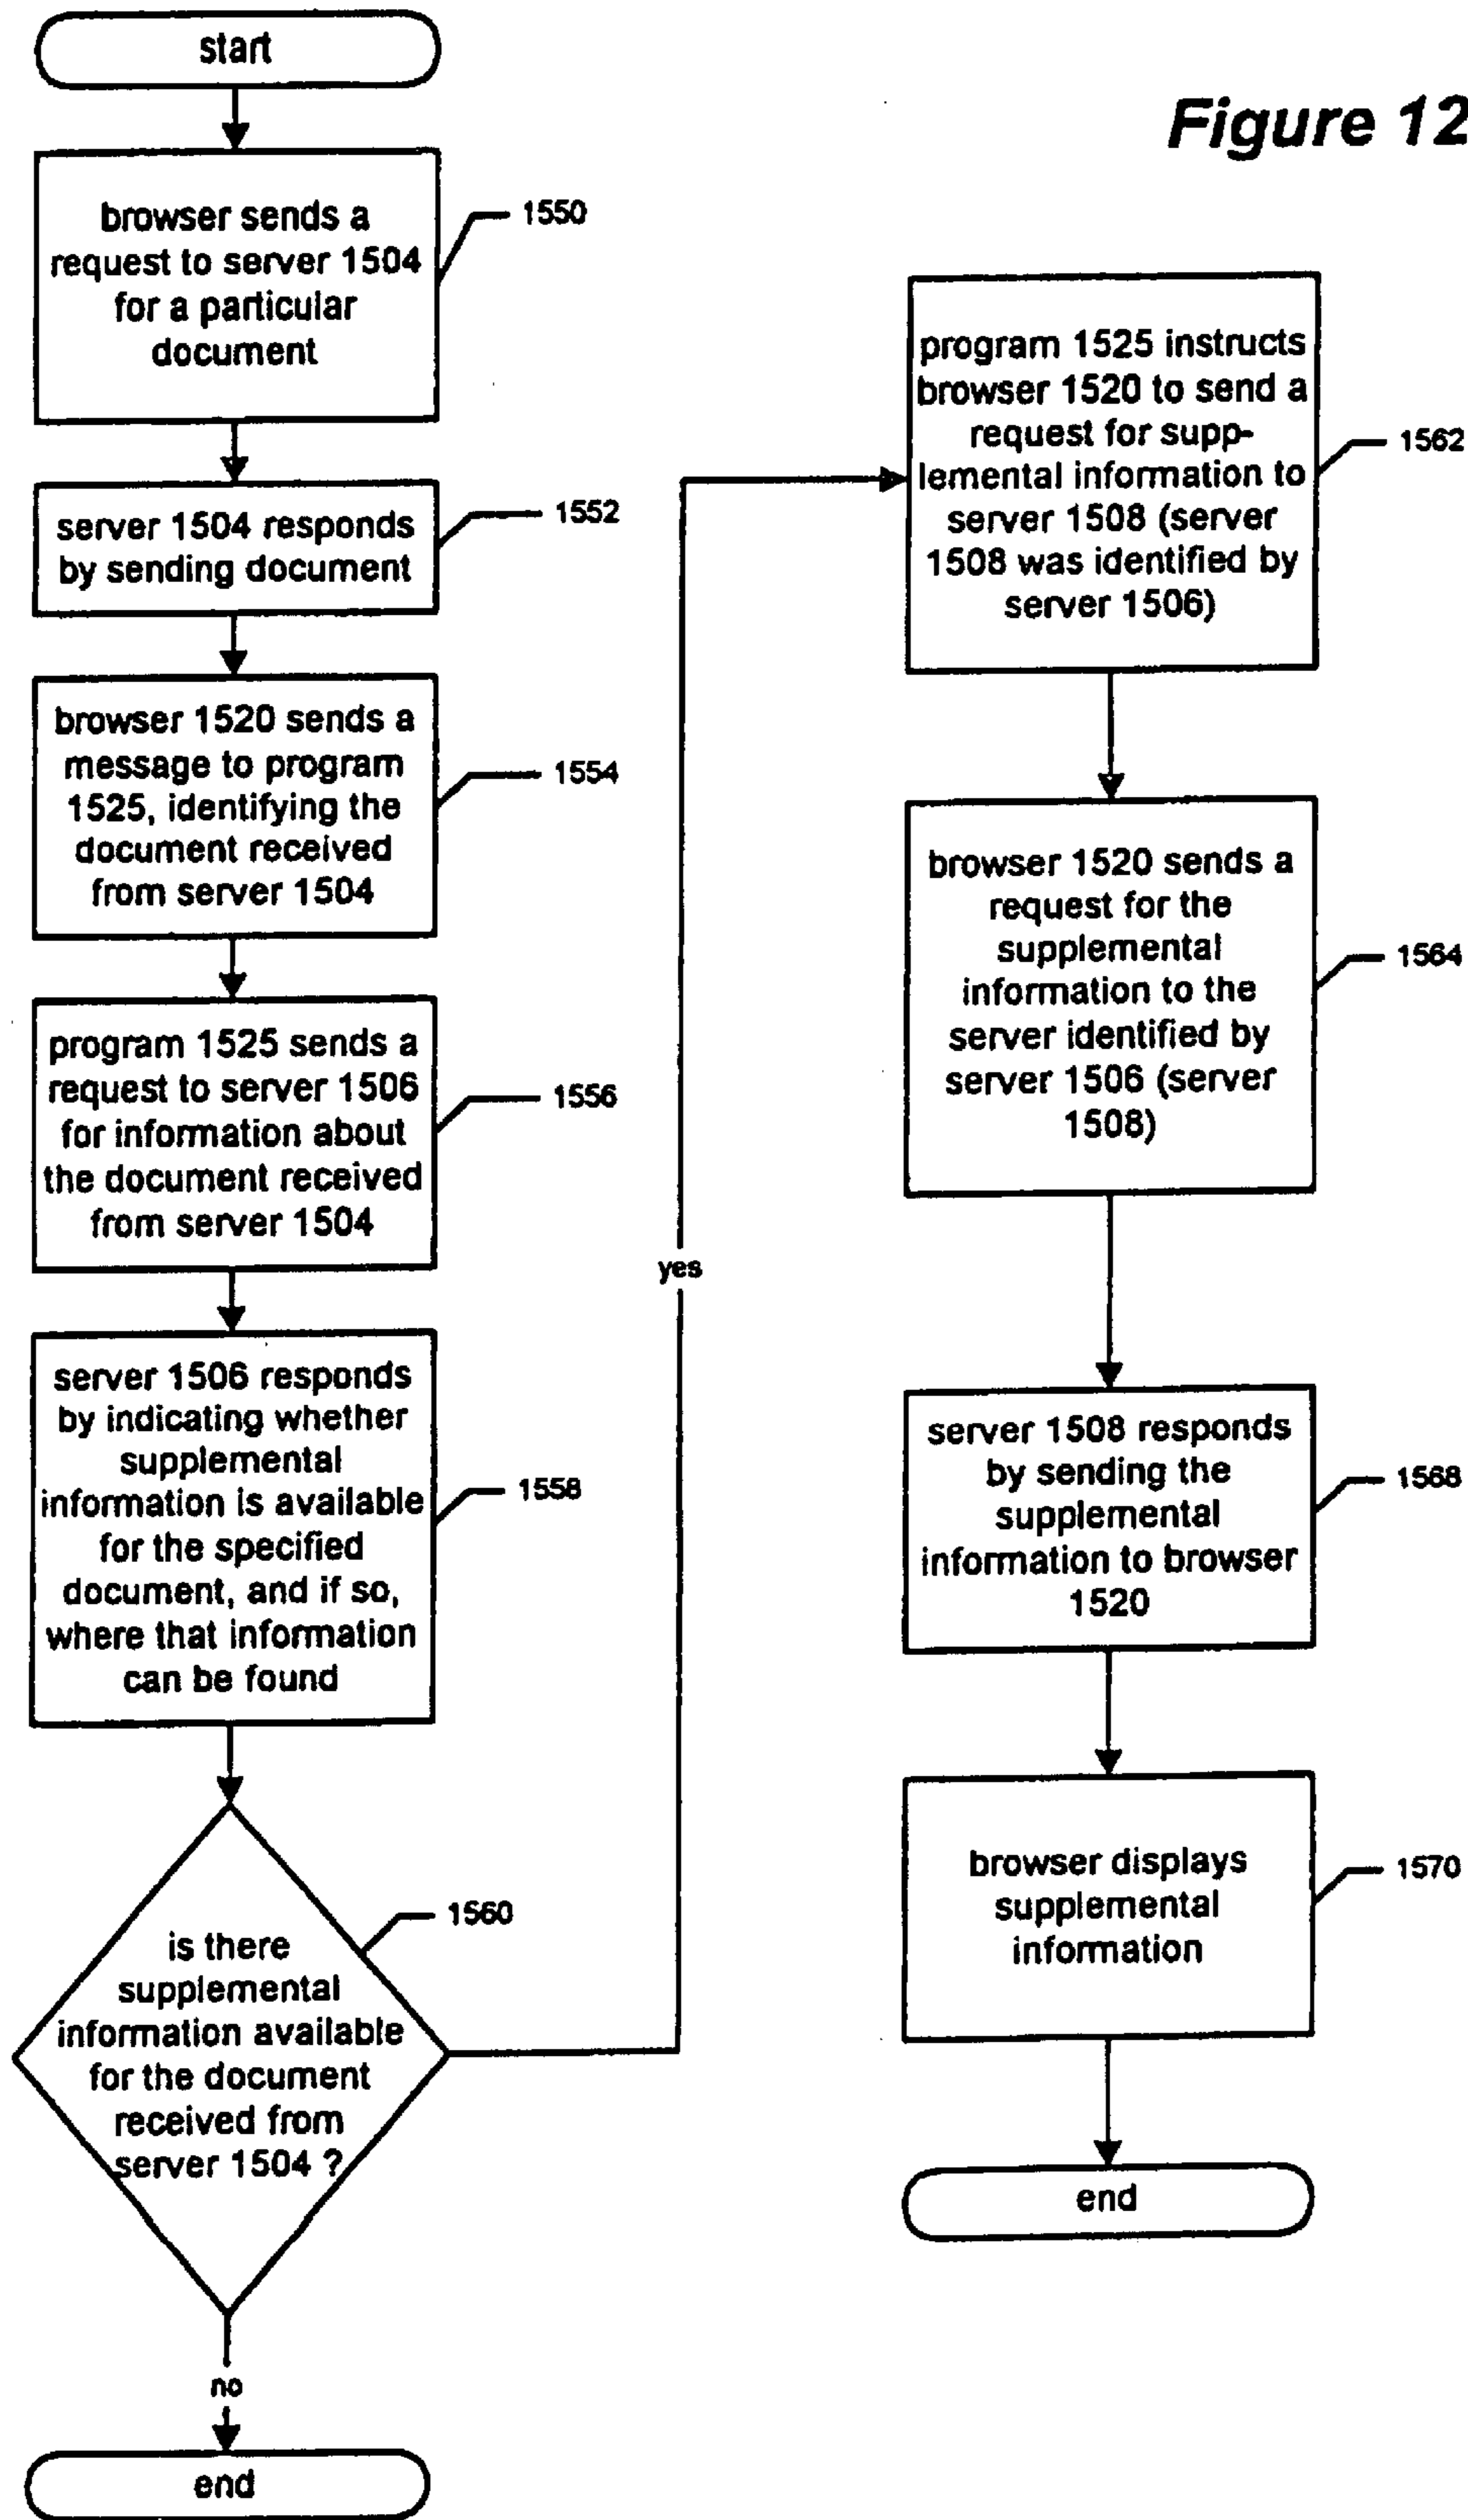 Figure 12
start
browser sends a
request to server 1504
for a particular
document
1550
server 1504 responds
by sending document
1552
browser 1520 sends a
message to program
1525, identifying the
document received
from server 1504
1554
program 1525 sends a
request to server 1506
for information about
the document received
from server 1504
1556
server 1506 responds
by indicating whether
supplemental
information is available
for the specified
document, and if so,
where that information
can be found
1558
is there
supplemental
information available
for the document
received from
server 1504 ?
1560
no
end
yes
program 1525 instructs
browser 1520 to send a
request for supp-
lemental information to
server 1508 (server
1508 was identified by
server 1506)
1562
browser 1520 sends a
request for the
supplemental
information to the
server identified by
server 1506 (server
1508)
1564
server 1508 responds
by sending the
supplemental
information to browser
1520
1568
browser displays
supplemental
information
1570
end